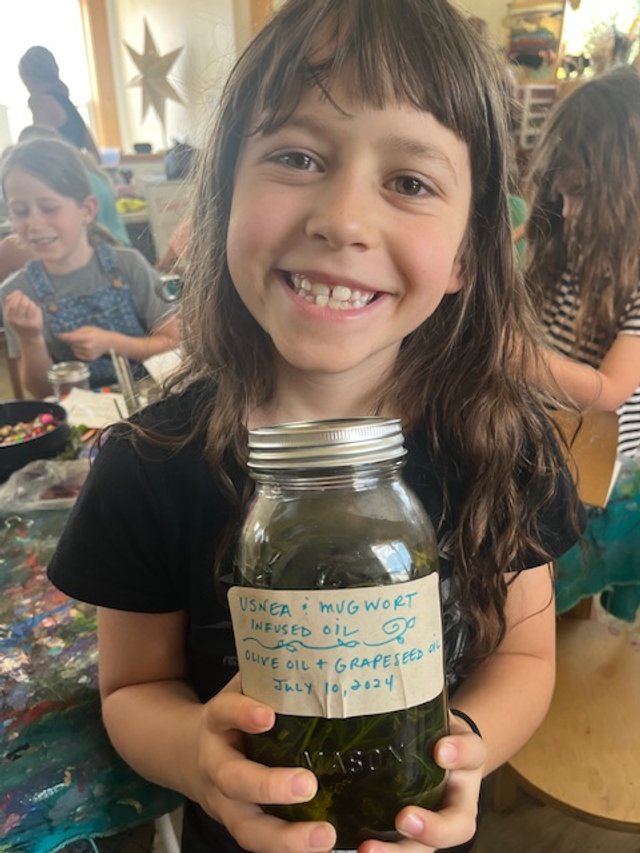 USNEA & MUGWORT
INFUSED OIL
OLIVE OIL + GRAPESEED OIL
JULY 10, 2024
MASON